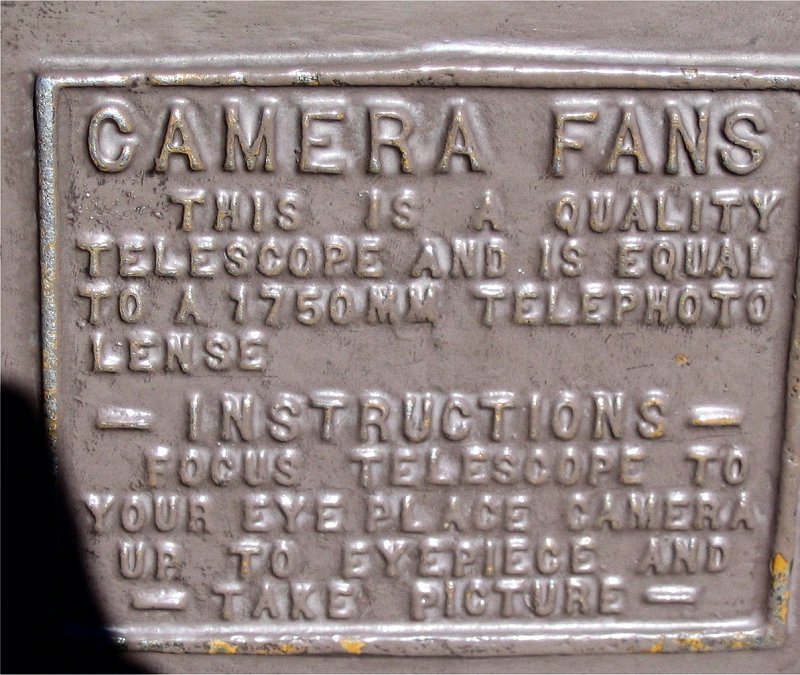 CAMERA FANS
THIS IS A QUALITY
TELESCOPE AND IS EQUAL
TO A 1750MM TELEPHOTO
LENSE
— INSTRUCTIONS —
FOCUS TELESCOPE TO
YOUR EYE PLACE CAMERA
UP TO EYEPIECE AND
— TAKE PICTURE —